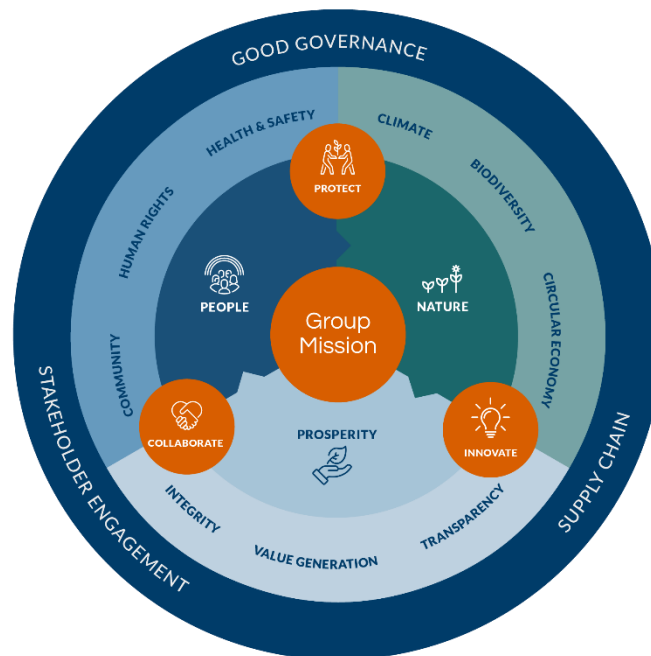 GOOD GOVERNANCE
HEALTH & SAFETY
CLIMATE
PROTECT
HUMAN RIGHTS
BIODIVERSITY
PEOPLE
NATURE
Group
Mission
COMMUNITY
CIRCULAR ECONOMY
COLLABORATE
PROSPERITY
INNOVATE
INTEGRITY
VALUE GENERATION
TRANSPARENCY
STAKEHOLDER ENGAGEMENT
SUPPLY CHAIN